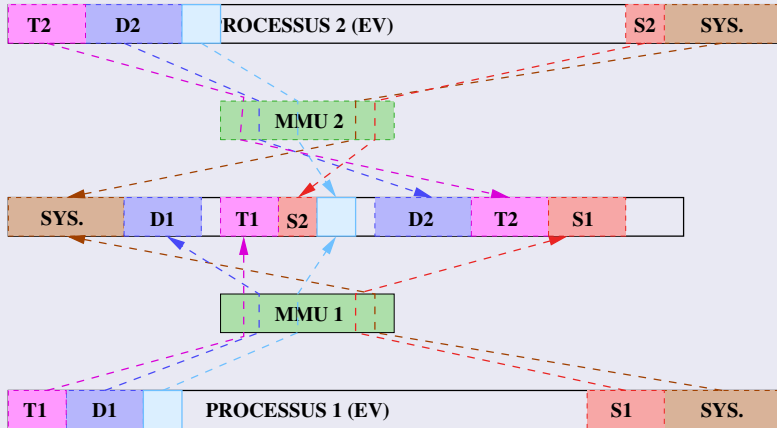 T2 D2 PROCESSUS 2 (EV) S2 SYS.
MMU 2
SYS. D1 T1 S2 D2 T2 S1
MMU 1
T1 D1 PROCESSUS 1 (EV) S1 SYS.